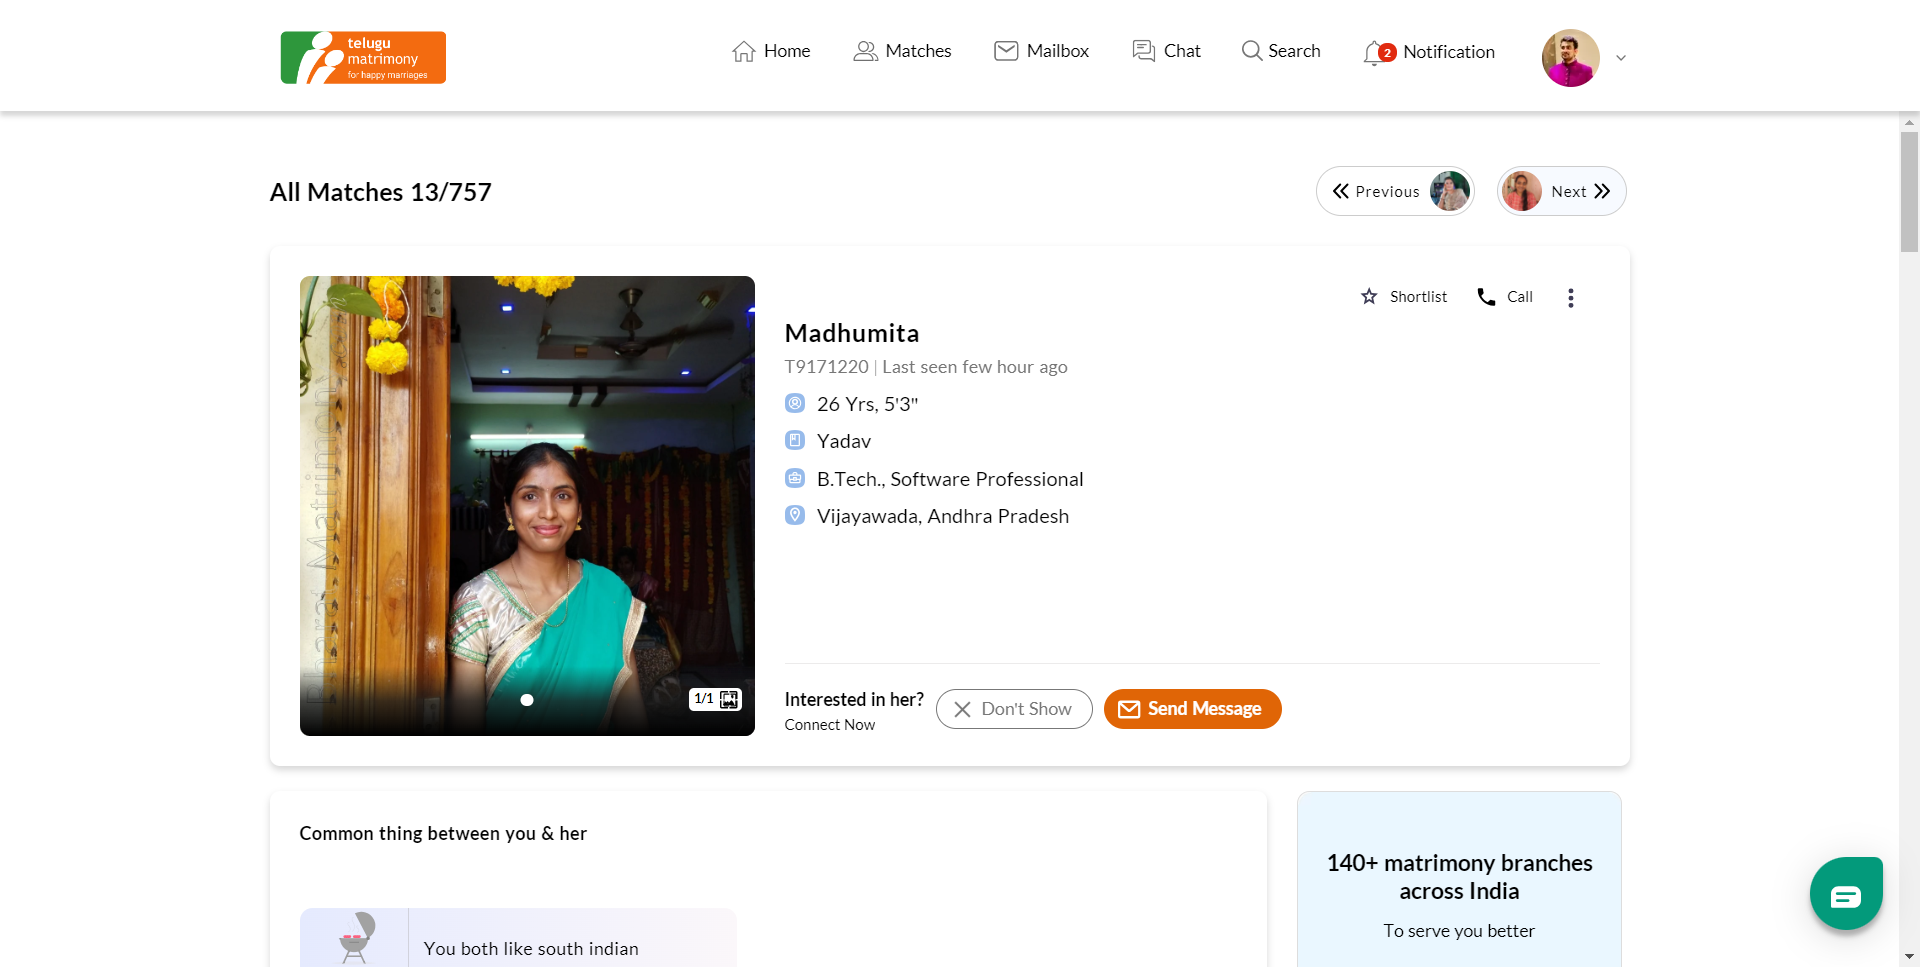 telugu
matrimony
for happy marriages
Home
Matches
Mailbox
Chat
Search
2
Notification
All Matches 13/757
Previous
Next
Shortlist
Call
Madhumita
T9171220 | Last seen few hour ago
26 Yrs, 5'3"
Yadav
B.Tech., Software Professional
Vijayawada, Andhra Pradesh
Bharat Matrimony
1/1
Interested in her?
Connect Now
Don't Show
Send Message
Common thing between you & her
You both like south indian
140+ matrimony branches
across India
To serve you better